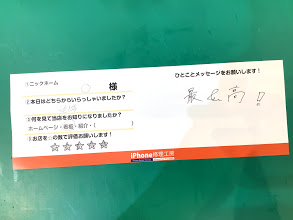 ①ニックネーム
様
②本日はどちらからいらっしゃいましたか？
③何を見て当店をお知りになりましたか？
ホームページ・看板・紹介・(　　　)
④お店を☆の数で評価お願いします！
☆☆☆☆☆
ひとことメッセージをお願いします！
最高!!
iPhone修理工房